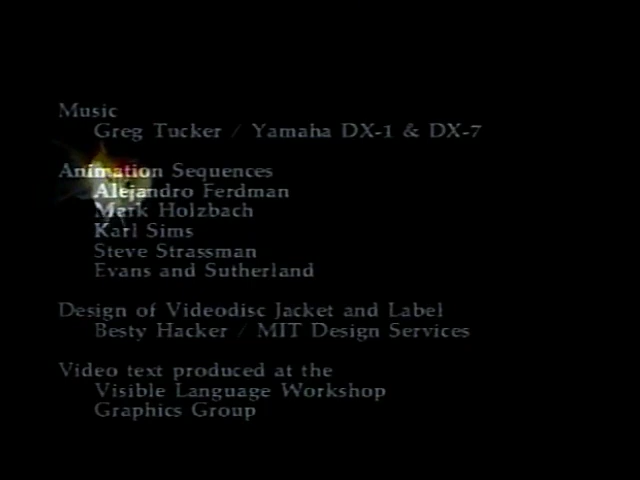 Music
Greg Tucker / Yamaha DX-1 & DX-7
Animation Sequences
Alejandro Ferdman
Mark Holzbach
Karl Sims
Steve Strassman
Evans and Sutherland
Design of Videodisc Jacket and Label
Besty Hacker / MIT Design Services
Video text produced at the
Visible Language Workshop
Graphics Group